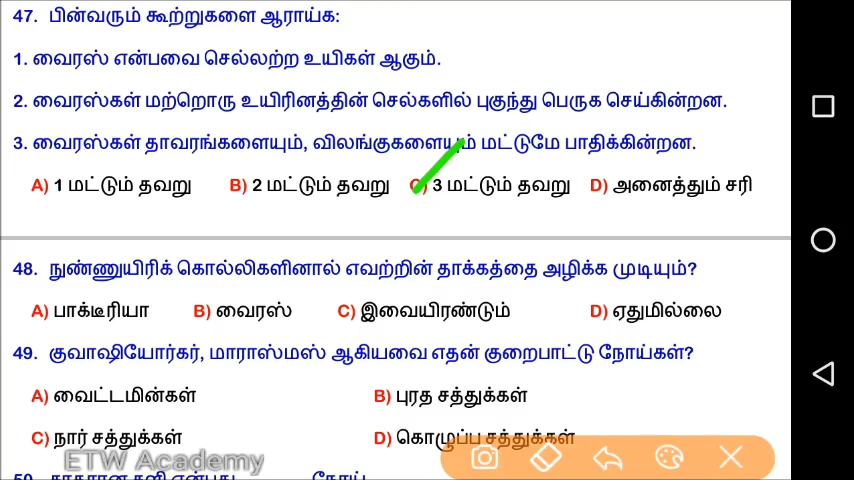 47. பின்வரும் கூற்றுகளை ஆராய்க:
1. வைரஸ் என்பவை செல்லற்ற உயிகள் ஆகும்.
2. வைரஸ்கள் மற்றொரு உயிரினத்தின் செல்களில் புகுந்து பெருக செய்கின்றன.
3. வைரஸ்கள் தாவரங்களையும், விலங்குகளையும் மட்டுமே பாதிக்கின்றன.
A) 1 மட்டும் தவறு B) 2 மட்டும் தவறு C) 3 மட்டும் தவறு D) அனைத்தும் சரி
48. நுண்ணுயிரிக் கொல்லிகளினால் எவற்றின் தாக்கத்தை அழிக்க முடியும்?
A) பாக்டீரியா B) வைரஸ் C) இவையிரண்டும் D) ஏதுமில்லை
49. குவாஷியோர்கர், மாராஸ்மஸ் ஆகியவை எதன் குறைபாட்டு நோய்கள்?
A) வைட்டமின்கள் B) புரத சத்துக்கள்
C) நார் சத்துக்கள் D) கொழுப்ப சத்துக்கள்
ETW Academy